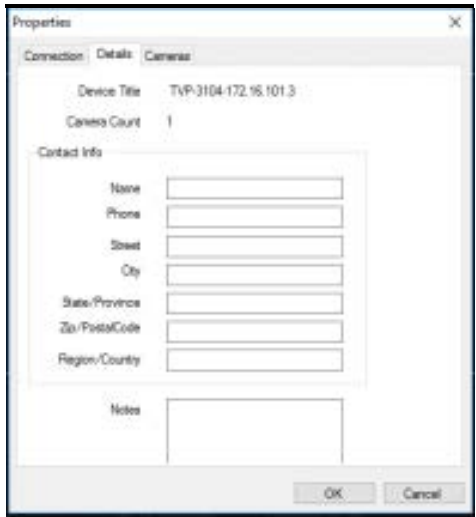 Properties
Connection Details Cameras
Device Title TVP-3104-172.16.101.3
Camera Count 1
Contact Info
Name
Phone
Street
City
State/Province
Zip/PostalCode
Region/Country
Notes
OK Cancel